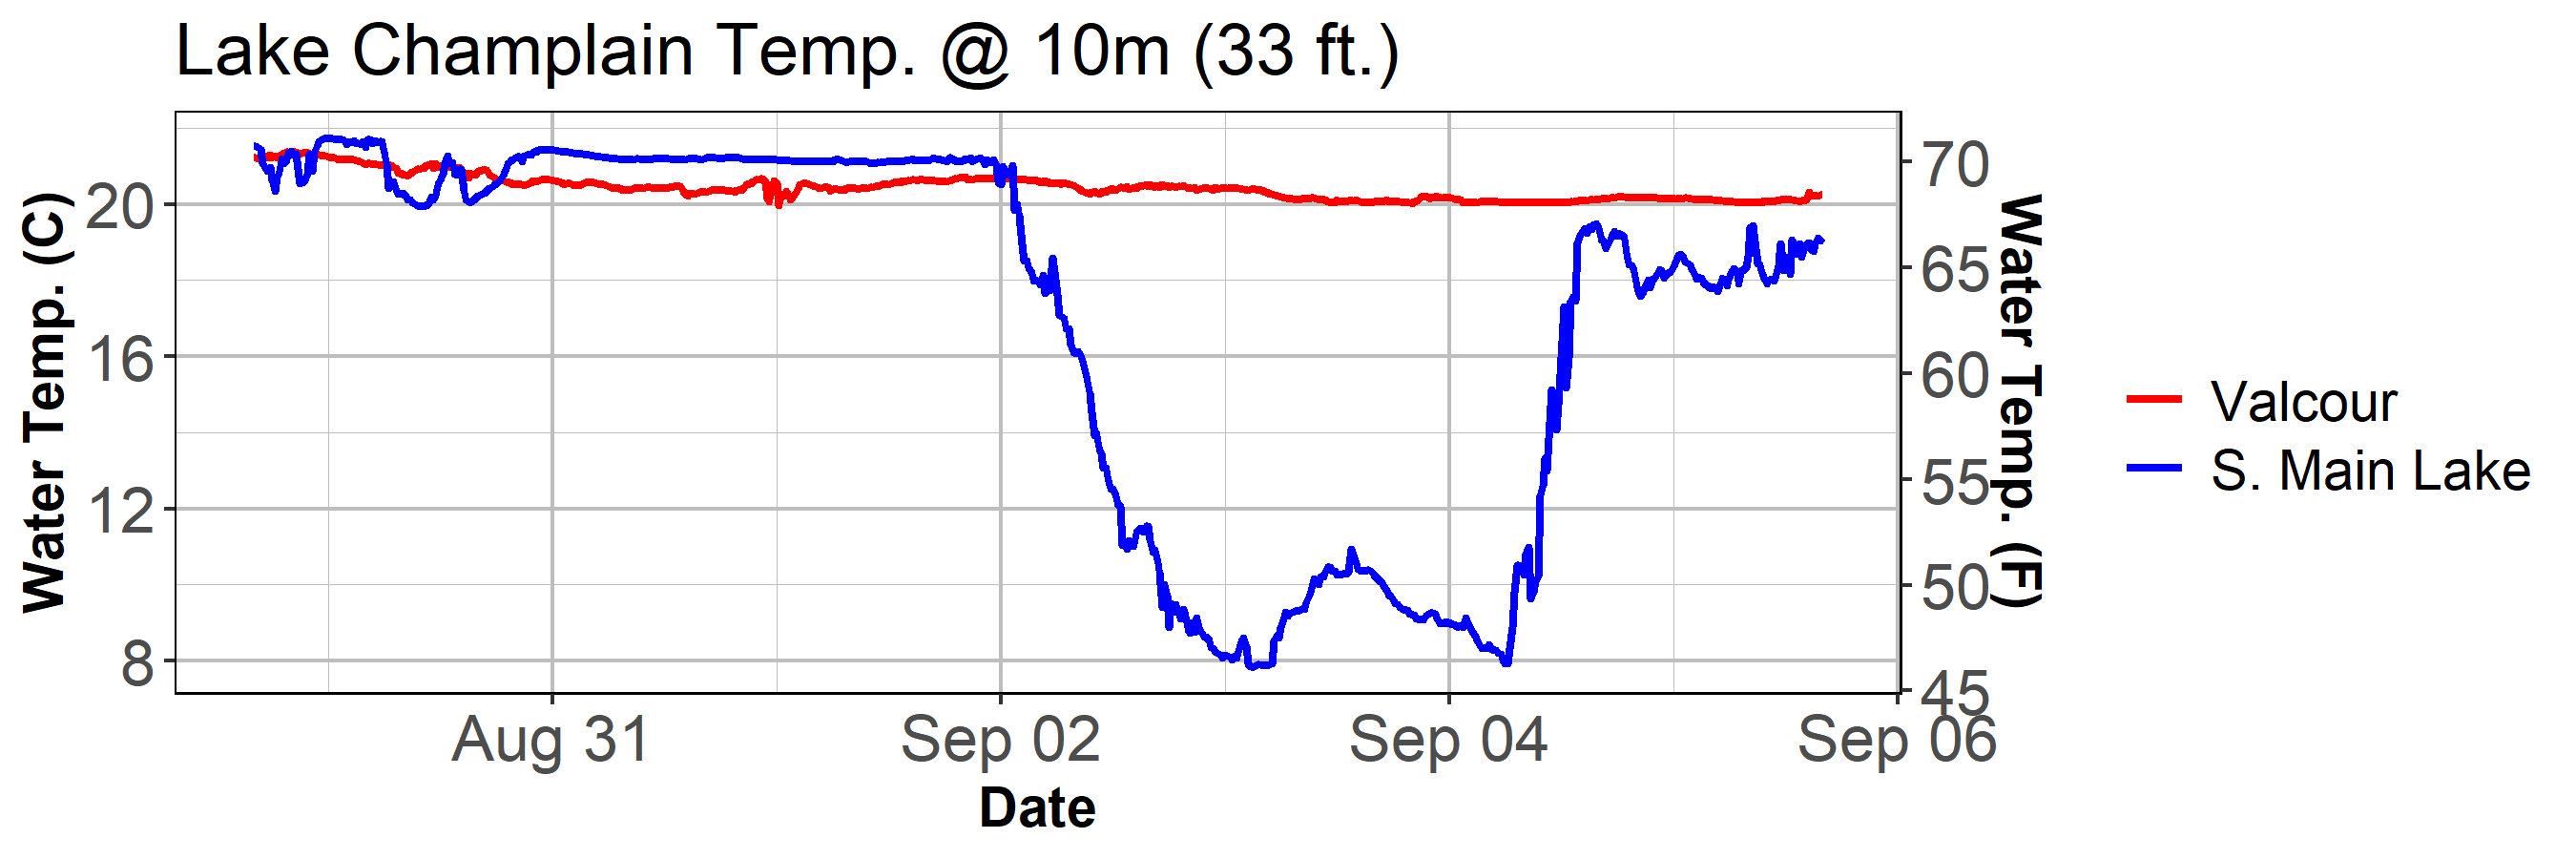 Lake Champlain Temp. @ 10m (33 ft.)
Water Temp. (C)
20
16
12
8
70
65
60
55
50
45
Water Temp. (F)
Aug 31
Sep 02
Sep 04
Sep 06
Date
Valcour
S. Main Lake